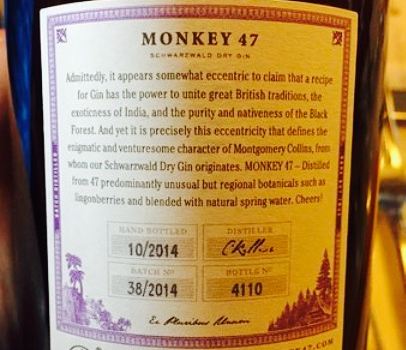 MONKEY 47
SCHWARZWALD DRY GIN
Admittedly, it appears somewhat eccentric to claim that a recipe
for Gin has the power to unite great British traditions, the
exoticness of India, and the purity and nativeness of the Black
Forest. And yet it is precisely this eccentricity that defines the
enigmatic and venturesome character of Montgomery Collins, from
whom our Schwarzwald Dry Gin originates. MONKEY 47 – Distilled
from 47 predominantly unusual but regional botanicals such as
lingonberries and blended with natural spring water. Cheers!
HAND BOTTLED
10/2014
DISTILLER
BATCH Nº
38/2014
BOTTLE Nº
4110
Ex Pluribus Unum